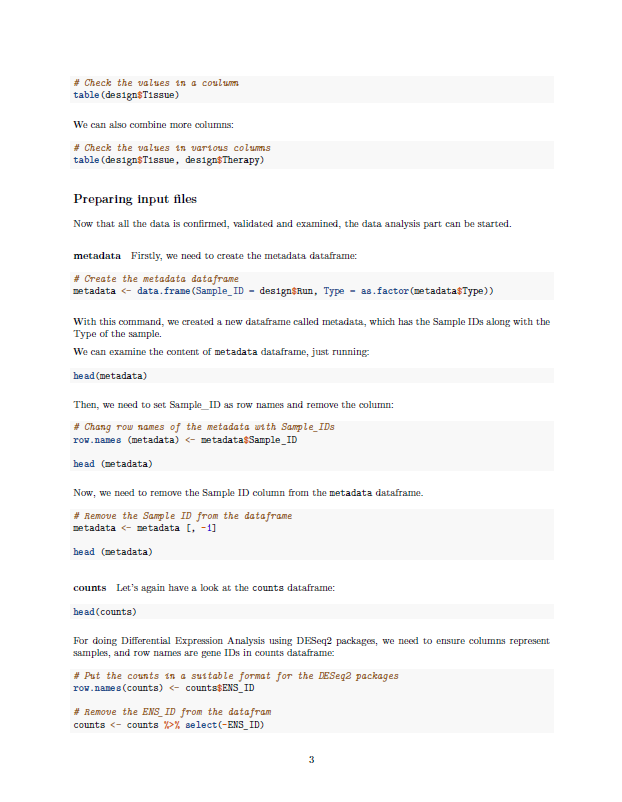 # Check the values in a coulumn
table(design$Tissue)
We can also combine more columns:
# Check the values in various columns
table(design$Tissue, design$Therapy)
Preparing input files
Now that all the data is confirmed, validated and examined, the data analysis part can be started.
metadata Firstly, we need to create the metadata dataframe:
# Create the metadata dataframe
metadata <- data.frame(Sample_ID = design$Run, Type = as.factor(metadata$Type))
With this command, we created a new dataframe called metadata, which has the Sample IDs along with the
Type of the sample.
We can examine the content of metadata dataframe, just running:
head(metadata)
Then, we need to set Sample_ID as row names and remove the column:
# Chang row names of the metadata with Sample_IDs
row.names (metadata) <- metadata$Sample_ID
head (metadata)
Now, we need to remove the Sample ID column from the metadata dataframe.
# Remove the Sample ID from the dataframe
metadata <- metadata [, -1]
head (metadata)
counts Let's again have a look at the counts dataframe:
head(counts)
For doing Differential Expression Analysis using DESeq2 packages, we need to ensure columns represent
samples, and row names are gene IDs in counts dataframe:
# Put the counts in a suitable format for the DESeq2 packages
row.names(counts) <- counts$ENS_ID
# Remove the ENS_ID from the datafram
counts <- counts %>% select(-ENS_ID)
3